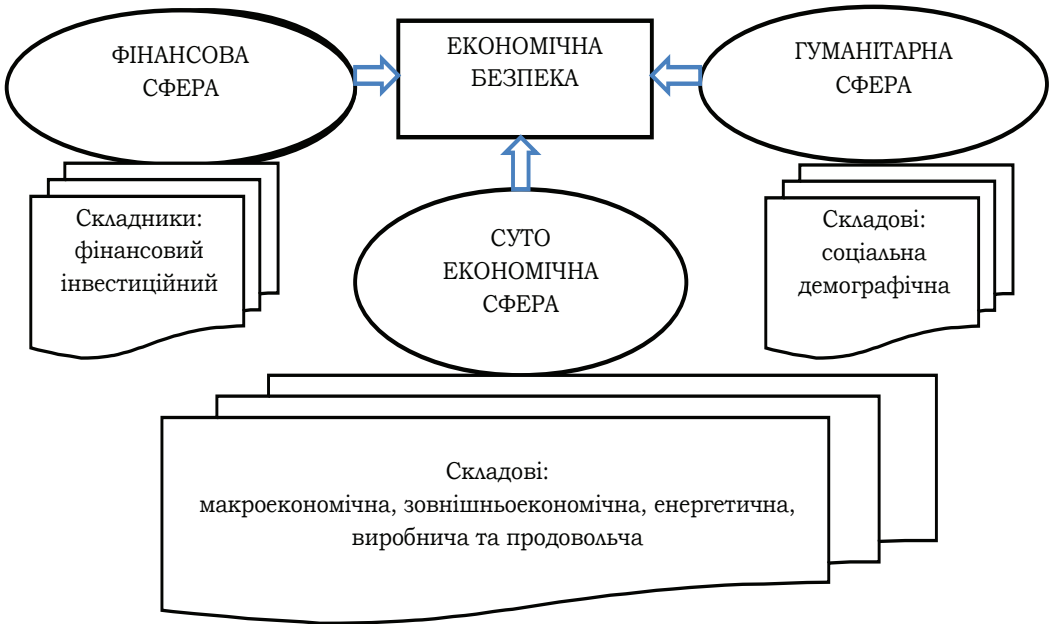 ФІНАНСОВА
СФЕРА
ЕКОНОМІЧНА
БЕЗПЕКА
ГУМАНІТАРНА
СФЕРА
Складники:
фінансовий
інвестиційний
СУТО
ЕКОНОМІЧНА
СФЕРА
Складові:
соціальна
демографічна
Складові:
макроекономічна, зовнішньоекономічна, енергетична,
виробнича та продовольча